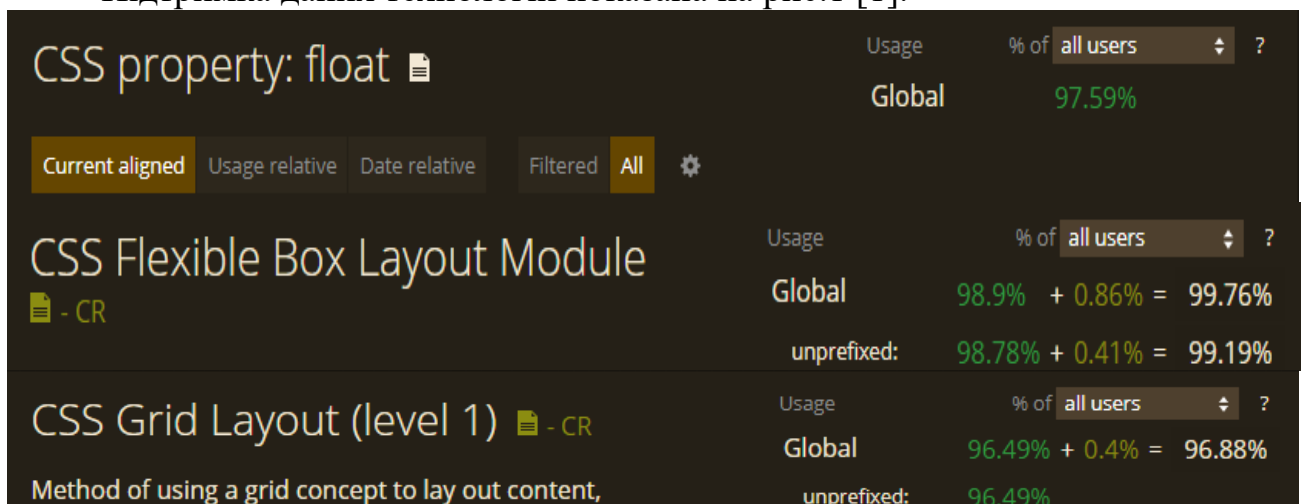 CSS property: float
Usage % of all users ?
Global 97.59%
Current aligned Usage relative Date relative Filtered All
CSS Flexible Box Layout Module
- CR
Usage % of all users ?
Global 98.9% + 0.86% = 99.76%
unprefixed: 98.78% + 0.41% = 99.19%
CSS Grid Layout (level 1) - CR
Usage % of all users ?
Global 96.49% + 0.4% = 96.88%
Method of using a grid concept to lay out content,
unprefixed: 96.49%